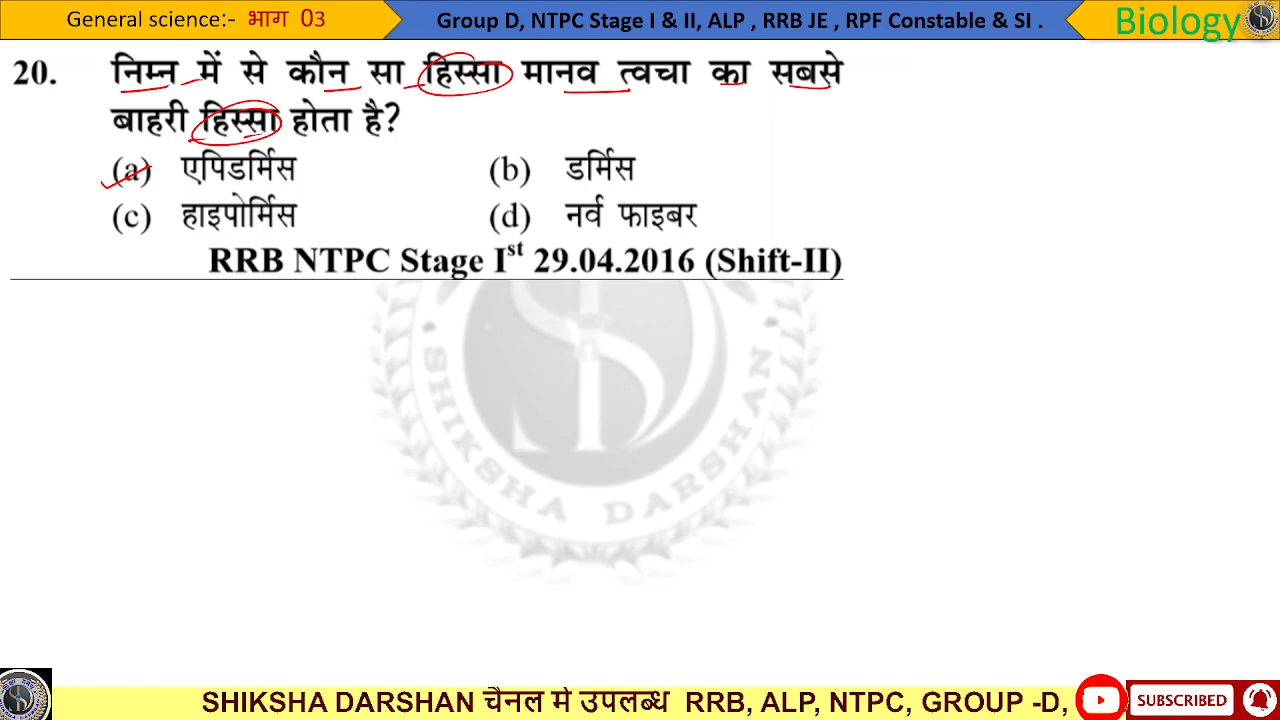 General science:- भाग 03
Group D, NTPC Stage I & II, ALP , RRB JE , RPF Constable & SI .
Biology
20. निम्न में से कौन सा हिस्सा मानव त्वचा का सबसे
बाहरी हिस्सा होता है?
(a) एपिडर्मिस (b) डर्मिस
(c) हाइपोर्मिस (d) नर्व फाइबर
RRB NTPC Stage Ist 29.04.2016 (Shift-II)
SD
SHIKSHA DARSHAN
SHIKSHA DARSHAN चैनल मे उपलब्ध RRB, ALP, NTPC, GROUP -D,
SUBSCRIBED